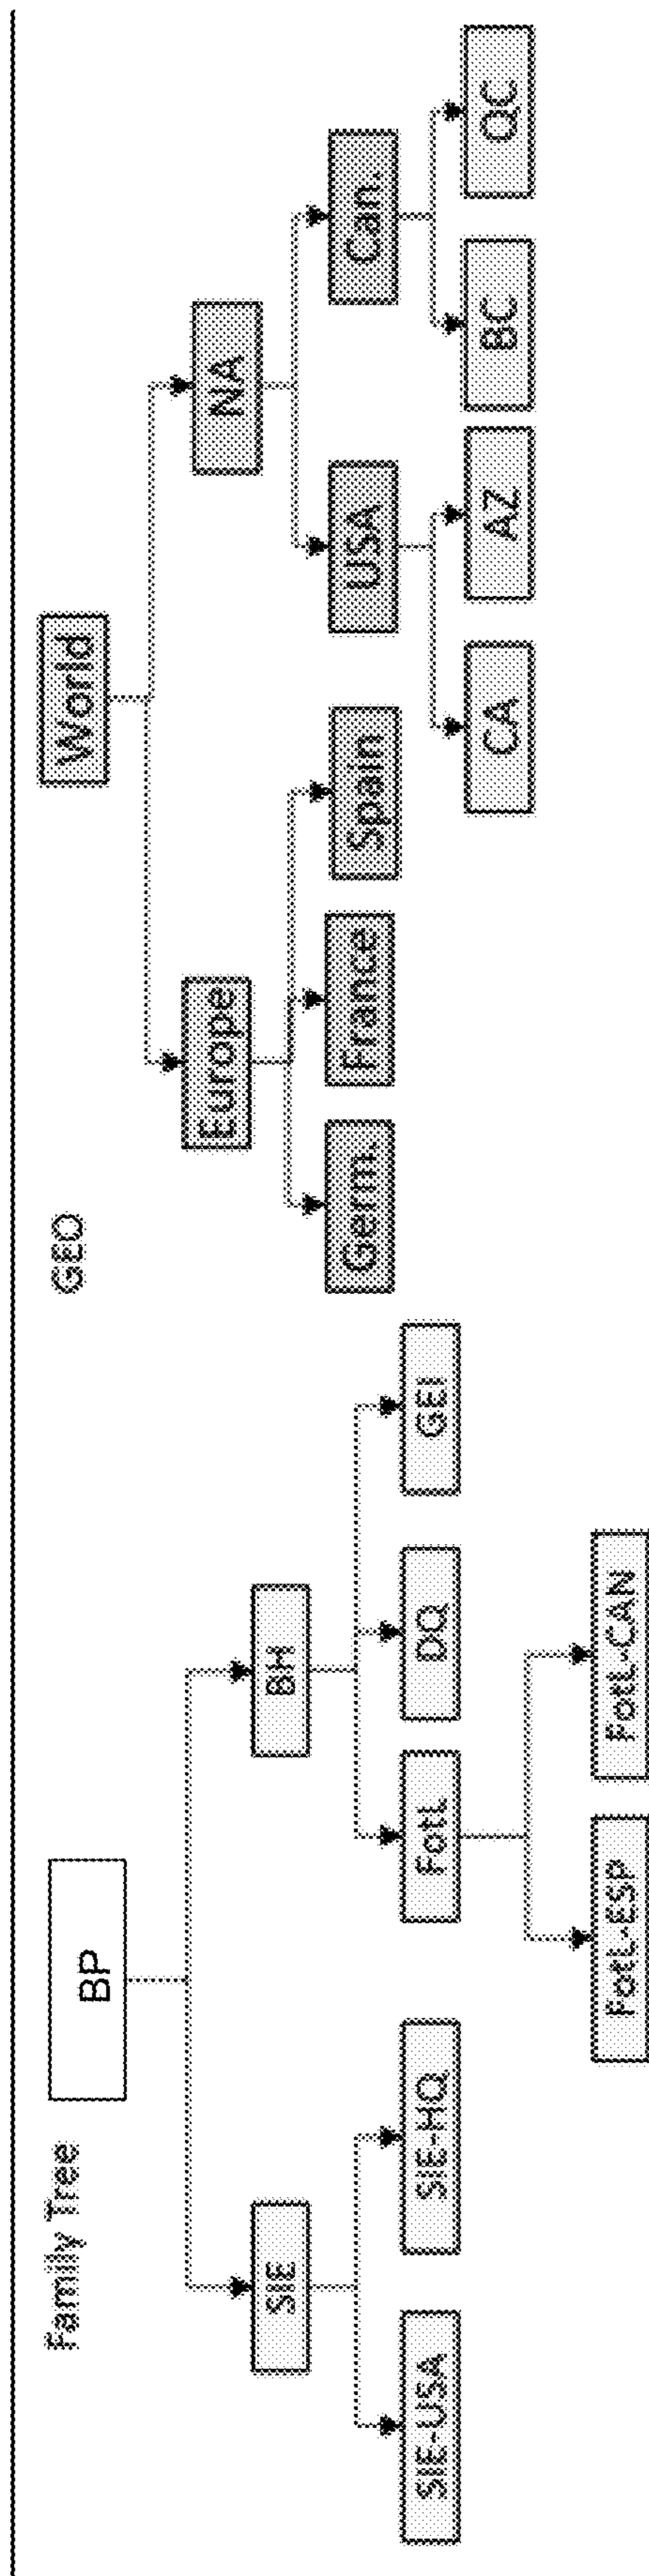 Family Tree
BP
SIE
BH
SIE-USA
SIE-HQ
FotL
DQ
GEI
FotL-ESP
FotL-CAN
GEO
World
Europe
NA
Germ.
France
Spain
USA
Can.
CA
AZ
BC
QC